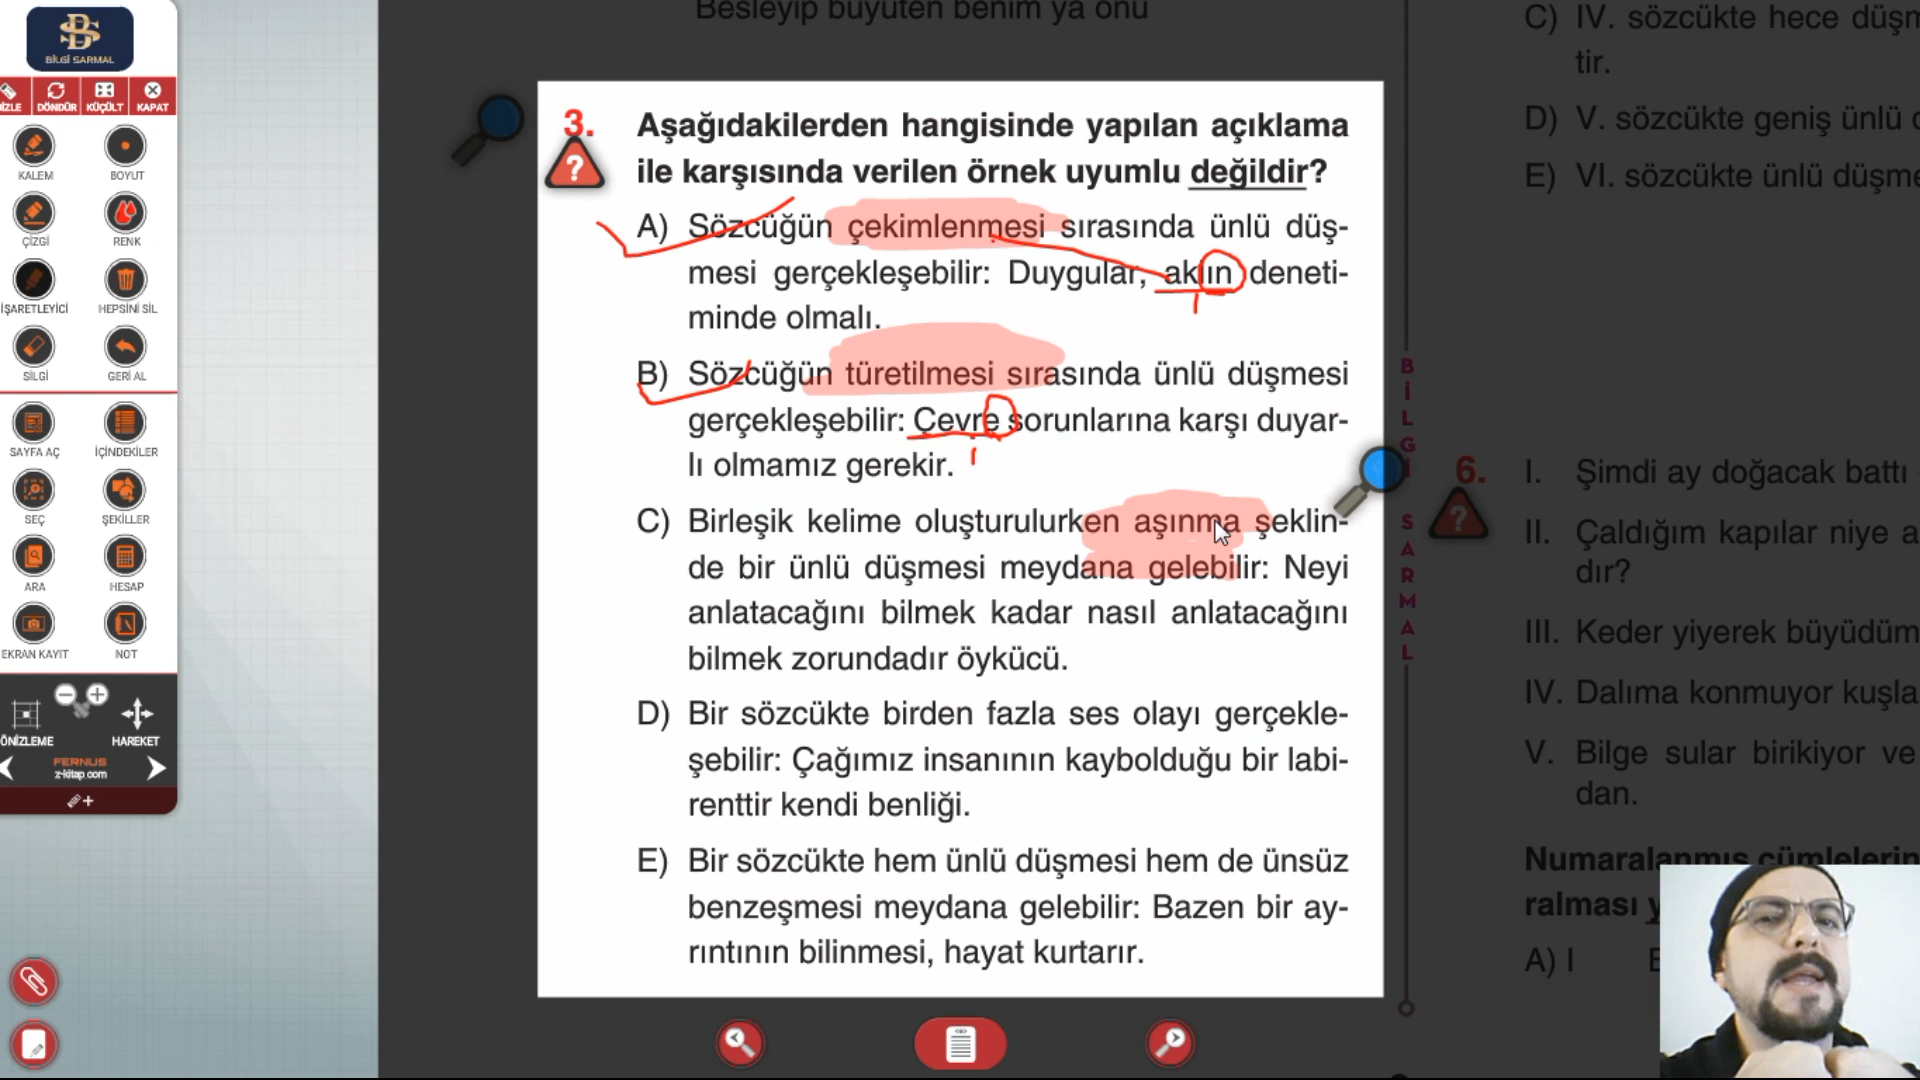 Besleyip büyüten benim ya onu
BİLGİ SARMAL
İZLE DÖNDÜR KÜÇÜLT KAPAT
KALEM BOYUT
ÇİZGİ RENK
İŞARETLEYİCİ HEPSİNİ SİL
SİLGİ GERİ AL
SAYFA AÇ İÇİNDEKİLER
SEÇ ŞEKİLLER
ARA HESAP
EKRAN KAYIT NOT
ÖNİZLEME HAREKET
FERNUS
z-kitap.com
3. Aşağıdakilerden hangisinde yapılan açıklama
ile karşısında verilen örnek uyumlu değildir?
A) Sözcüğün çekimlenmesi sırasında ünlü düş-
mesi gerçekleşebilir: Duygular, aklın deneti-
minde olmalı.
B) Sözcüğün türetilmesi sırasında ünlü düşmesi
gerçekleşebilir: Çevre sorunlarına karşı duyar-
lı olmamız gerekir.
C) Birleşik kelime oluşturulurken aşınma şeklin-
de bir ünlü düşmesi meydana gelebilir: Neyi
anlatacağını bilmek kadar nasıl anlatacağını
bilmek zorundadır öykücü.
D) Bir sözcükte birden fazla ses olayı gerçekle-
şebilir: Çağımız insanının kaybolduğu bir labi-
renttir kendi benliği.
E) Bir sözcükte hem ünlü düşmesi hem de ünsüz
benzeşmesi meydana gelebilir: Bazen bir ay-
rıntının bilinmesi, hayat kurtarır.
BİLGİ SARMAL
C) IV. sözcükte hece düşm
tir.
D) V. sözcükte geniş ünlü
E) VI. sözcükte ünlü düşme
6. I. Şimdi ay doğacak battı
II. Çaldığım kapılar niye a
dır?
III. Keder yiyerek büyüdüm
IV. Dalıma konmuyor kuşla
V. Bilge sular birikiyor ve
dan.
Numaralanmış cümlelerin
ralması
A) I